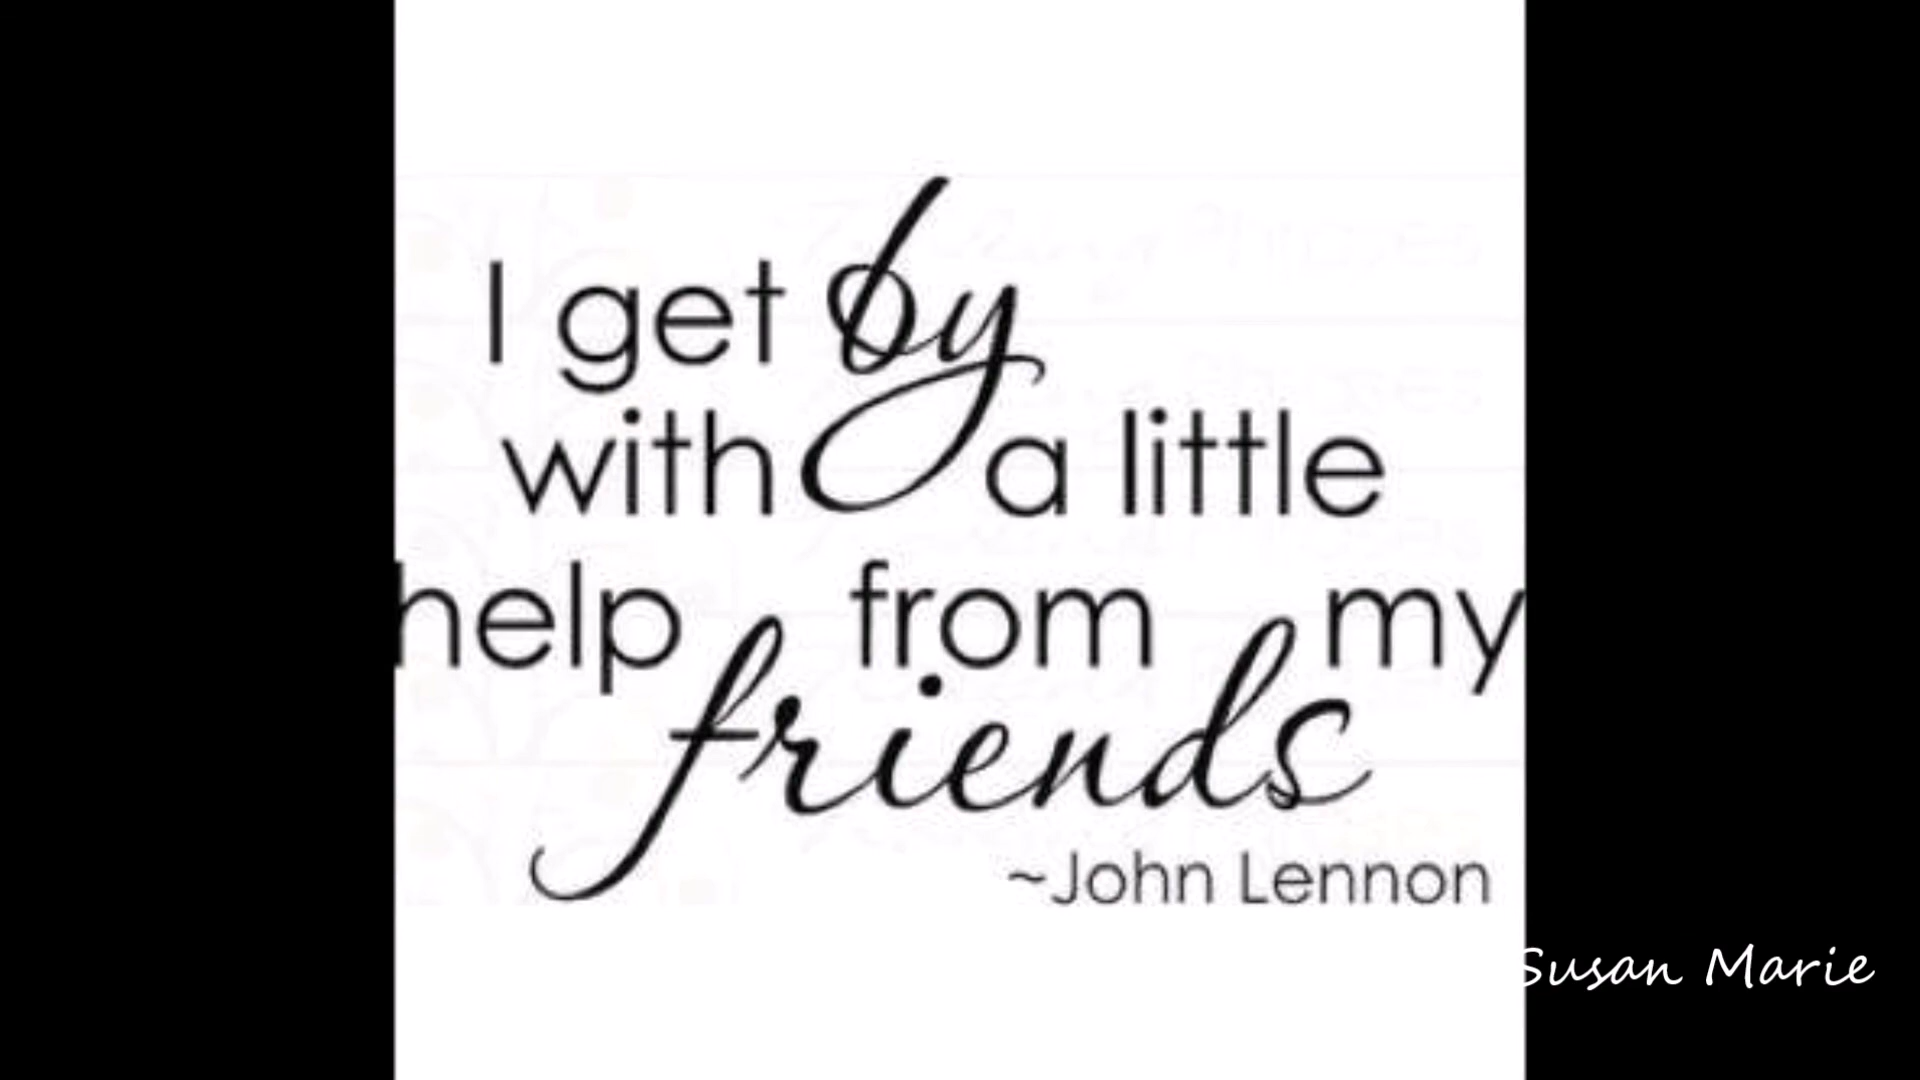 I get by
with a little
help from my
friends
~John Lennon
Susan Marie